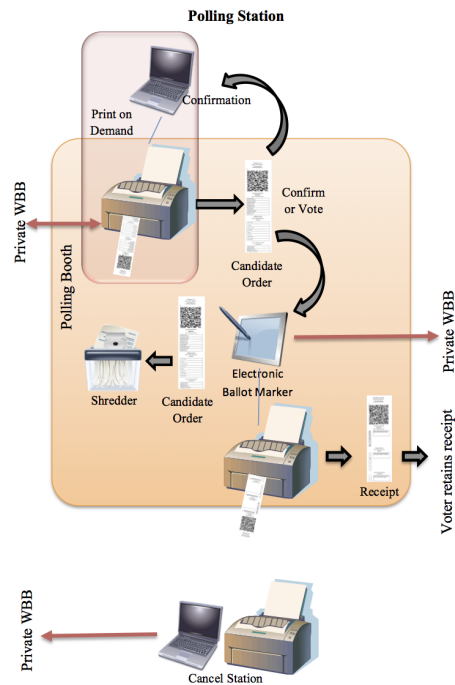 Polling Station
Confirmation
Print on
Demand
Private WBB
Confirm
or Vote
Polling Booth
Candidate
Order
Private WBB
Electronic
Ballot Marker
Shredder
Candidate
Order
Receipt
Voter retains receipt
Private WBB
Cancel Station